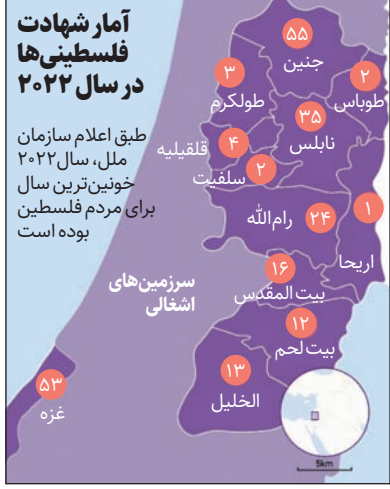 آمار شهادت
فلسطینی‌ها
در سال ۲۰۲۲
طبق اعلام سازمان
ملل، سال ۲۰۲۲
خونین‌ترین سال
برای مردم فلسطین
بوده است
۵۵
جنین
۳
طولکرم
۲
طوباس
۳۵
نابلس
۴
قلقیلیه
۲
سلفیت
۱
اریحا
۲۴
رام‌الله
۱۶
بیت‌المقدس
سرزمین‌های
اشغالی
۱۲
بیت‌لحم
۱۳
الخلیل
۵۳
غزه
5km